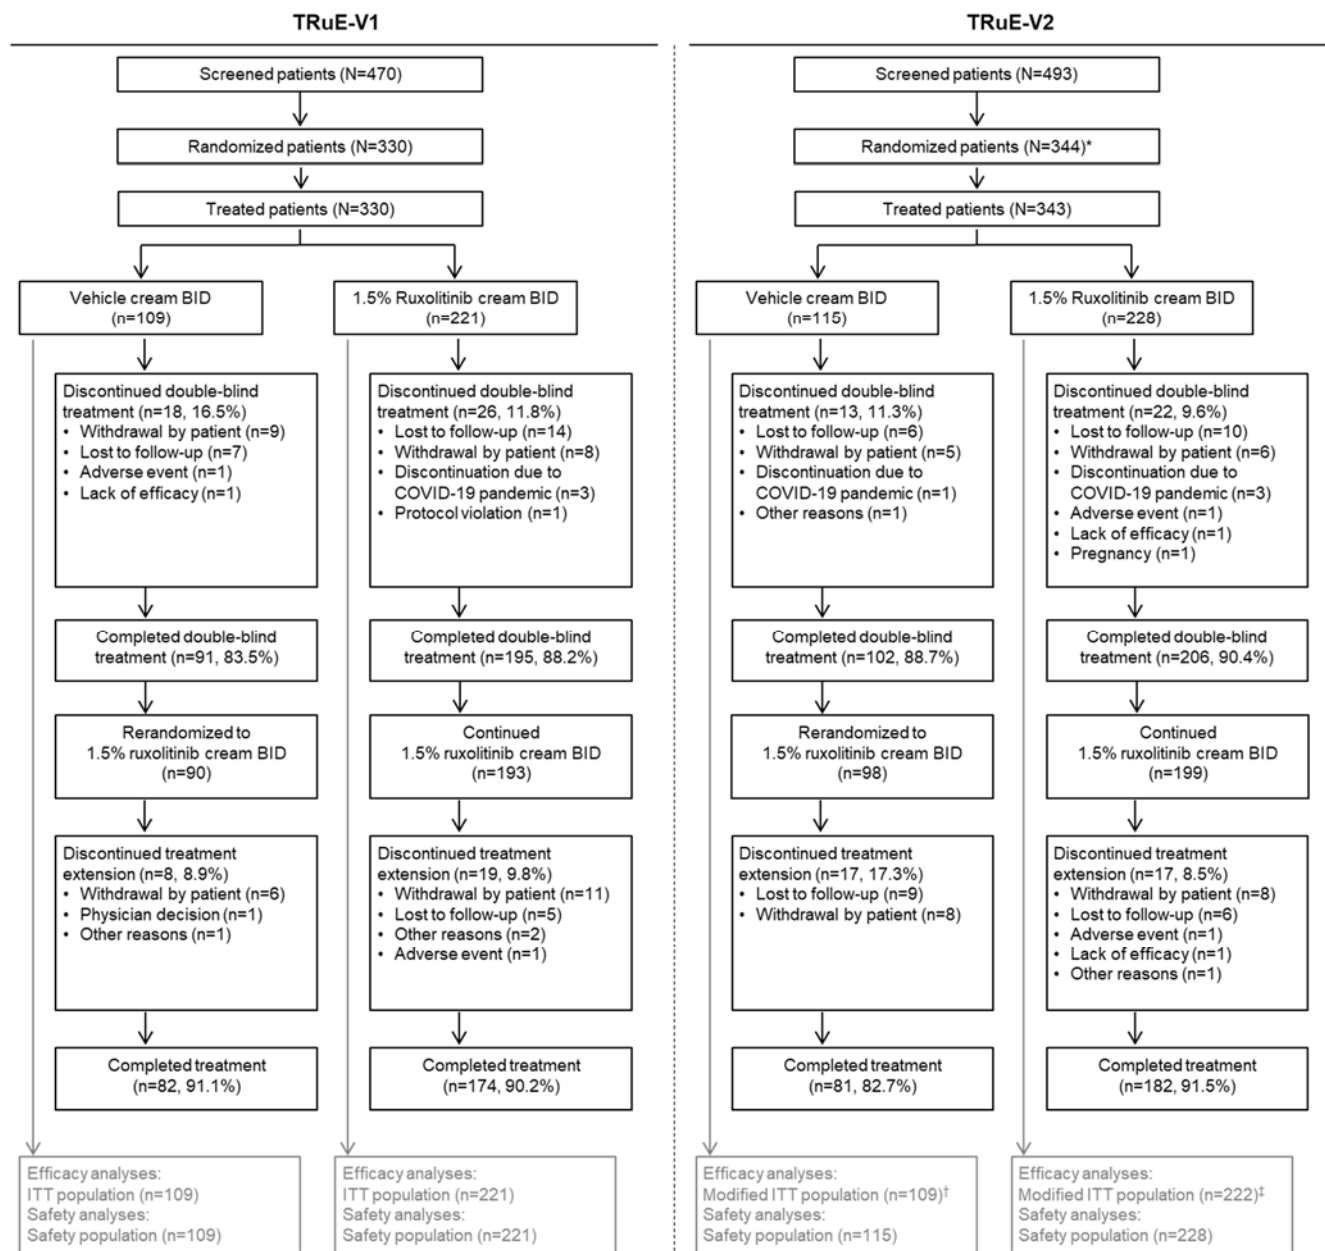 TRuE-V1
Screened patients (N=470)
Randomized patients (N=330)
Treated patients (N=330)
Vehicle cream BID
(n=109)
1.5% Ruxolitinib cream BID
(n=221)
Discontinued double-blind
treatment (n=18, 16.5%)
• Withdrawal by patient (n=9)
• Lost to follow-up (n=7)
• Adverse event (n=1)
• Lack of efficacy (n=1)
Discontinued double-blind
treatment (n=26, 11.8%)
• Lost to follow-up (n=14)
• Withdrawal by patient (n=8)
• Discontinuation due to
COVID-19 pandemic (n=3)
• Protocol violation (n=1)
Completed double-blind
treatment (n=91, 83.5%)
Completed double-blind
treatment (n=195, 88.2%)
Rerandomized to
1.5% ruxolitinib cream BID
(n=90)
Continued
1.5% ruxolitinib cream BID
(n=193)
Discontinued treatment
extension (n=8, 8.9%)
• Withdrawal by patient (n=6)
• Physician decision (n=1)
• Other reasons (n=1)
Discontinued treatment
extension (n=19, 9.8%)
• Withdrawal by patient (n=11)
• Lost to follow-up (n=5)
• Other reasons (n=2)
• Adverse event (n=1)
Completed treatment
(n=82, 91.1%)
Completed treatment
(n=174, 90.2%)
Efficacy analyses:
ITT population (n=109)
Safety analyses:
Safety population (n=109)
Efficacy analyses:
ITT population (n=221)
Safety analyses:
Safety population (n=221)
TRuE-V2
Screened patients (N=493)
Randomized patients (N=344)*
Treated patients (N=343)
Vehicle cream BID
(n=115)
1.5% Ruxolitinib cream BID
(n=228)
Discontinued double-blind
treatment (n=13, 11.3%)
• Lost to follow-up (n=6)
• Withdrawal by patient (n=5)
• Discontinuation due to
COVID-19 pandemic (n=1)
• Other reasons (n=1)
Discontinued double-blind
treatment (n=22, 9.6%)
• Lost to follow-up (n=10)
• Withdrawal by patient (n=6)
• Discontinuation due to
COVID-19 pandemic (n=3)
• Adverse event (n=1)
• Lack of efficacy (n=1)
• Pregnancy (n=1)
Completed double-blind
treatment (n=102, 88.7%)
Completed double-blind
treatment (n=206, 90.4%)
Rerandomized to
1.5% ruxolitinib cream BID
(n=98)
Continued
1.5% ruxolitinib cream BID
(n=199)
Discontinued treatment
extension (n=17, 17.3%)
• Lost to follow-up (n=9)
• Withdrawal by patient (n=8)
Discontinued treatment
extension (n=17, 8.5%)
• Withdrawal by patient (n=8)
• Lost to follow-up (n=6)
• Adverse event (n=1)
• Lack of efficacy (n=1)
• Other reasons (n=1)
Completed treatment
(n=81, 82.7%)
Completed treatment
(n=182, 91.5%)
Efficacy analyses:
Modified ITT population (n=109)†
Safety analyses:
Safety population (n=115)
Efficacy analyses:
Modified ITT population (n=222)‡
Safety analyses:
Safety population (n=228)